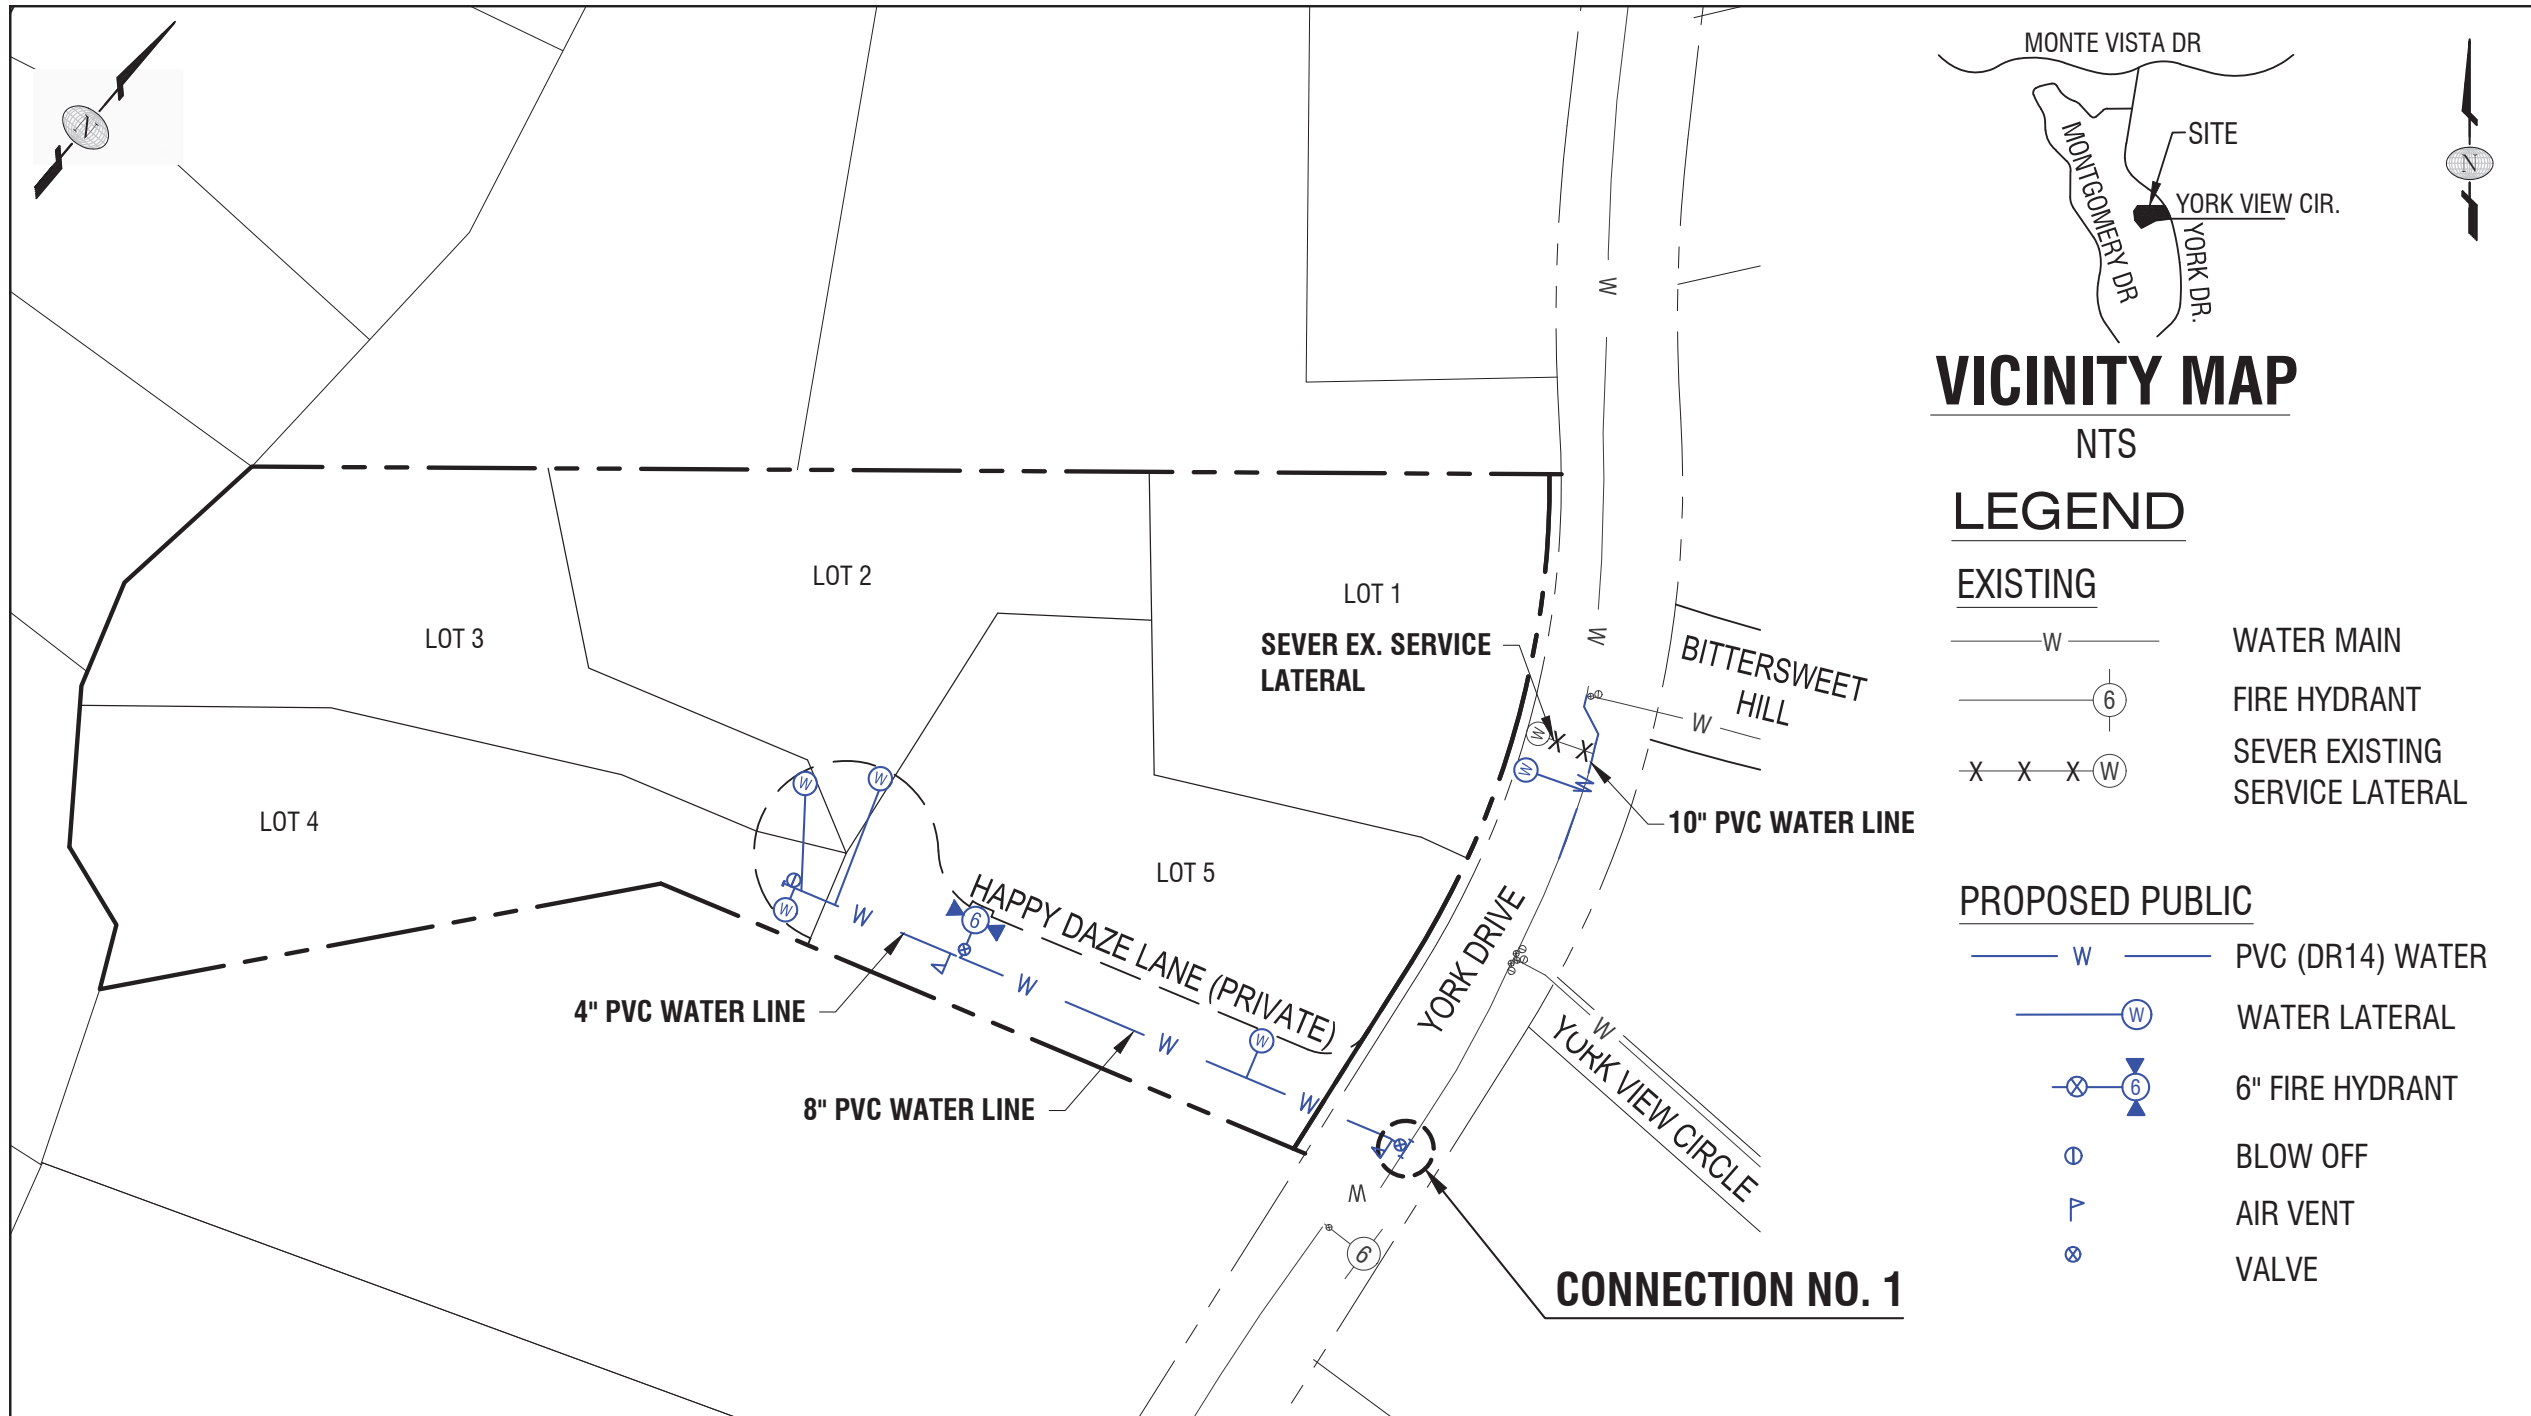 N
MONTE VISTA DR
SITE
MONTGOMERY DR
YORK VIEW CIR.
YORK DR.
N
VICINITY MAP
NTS
LEGEND
EXISTING
W
WATER MAIN
6
FIRE HYDRANT
X X X W
SEVER EXISTING
SERVICE LATERAL
PROPOSED PUBLIC
W
PVC (DR14) WATER
W
WATER LATERAL
6
6" FIRE HYDRANT
BLOW OFF
AIR VENT
VALVE
W
LOT 2
LOT 1
LOT 3
W
SEVER EX. SERVICE
LATERAL
BITTERSWEET
HILL
W
W X X
W
W
10" PVC WATER LINE
LOT 4
W
W
LOT 5
W
W
6
HAPPY DAZE LANE (PRIVATE)
YORK DRIVE
W
4" PVC WATER LINE
W
W
W
8" PVC WATER LINE
W
W
YORK VIEW CIRCLE
W
6
CONNECTION NO. 1